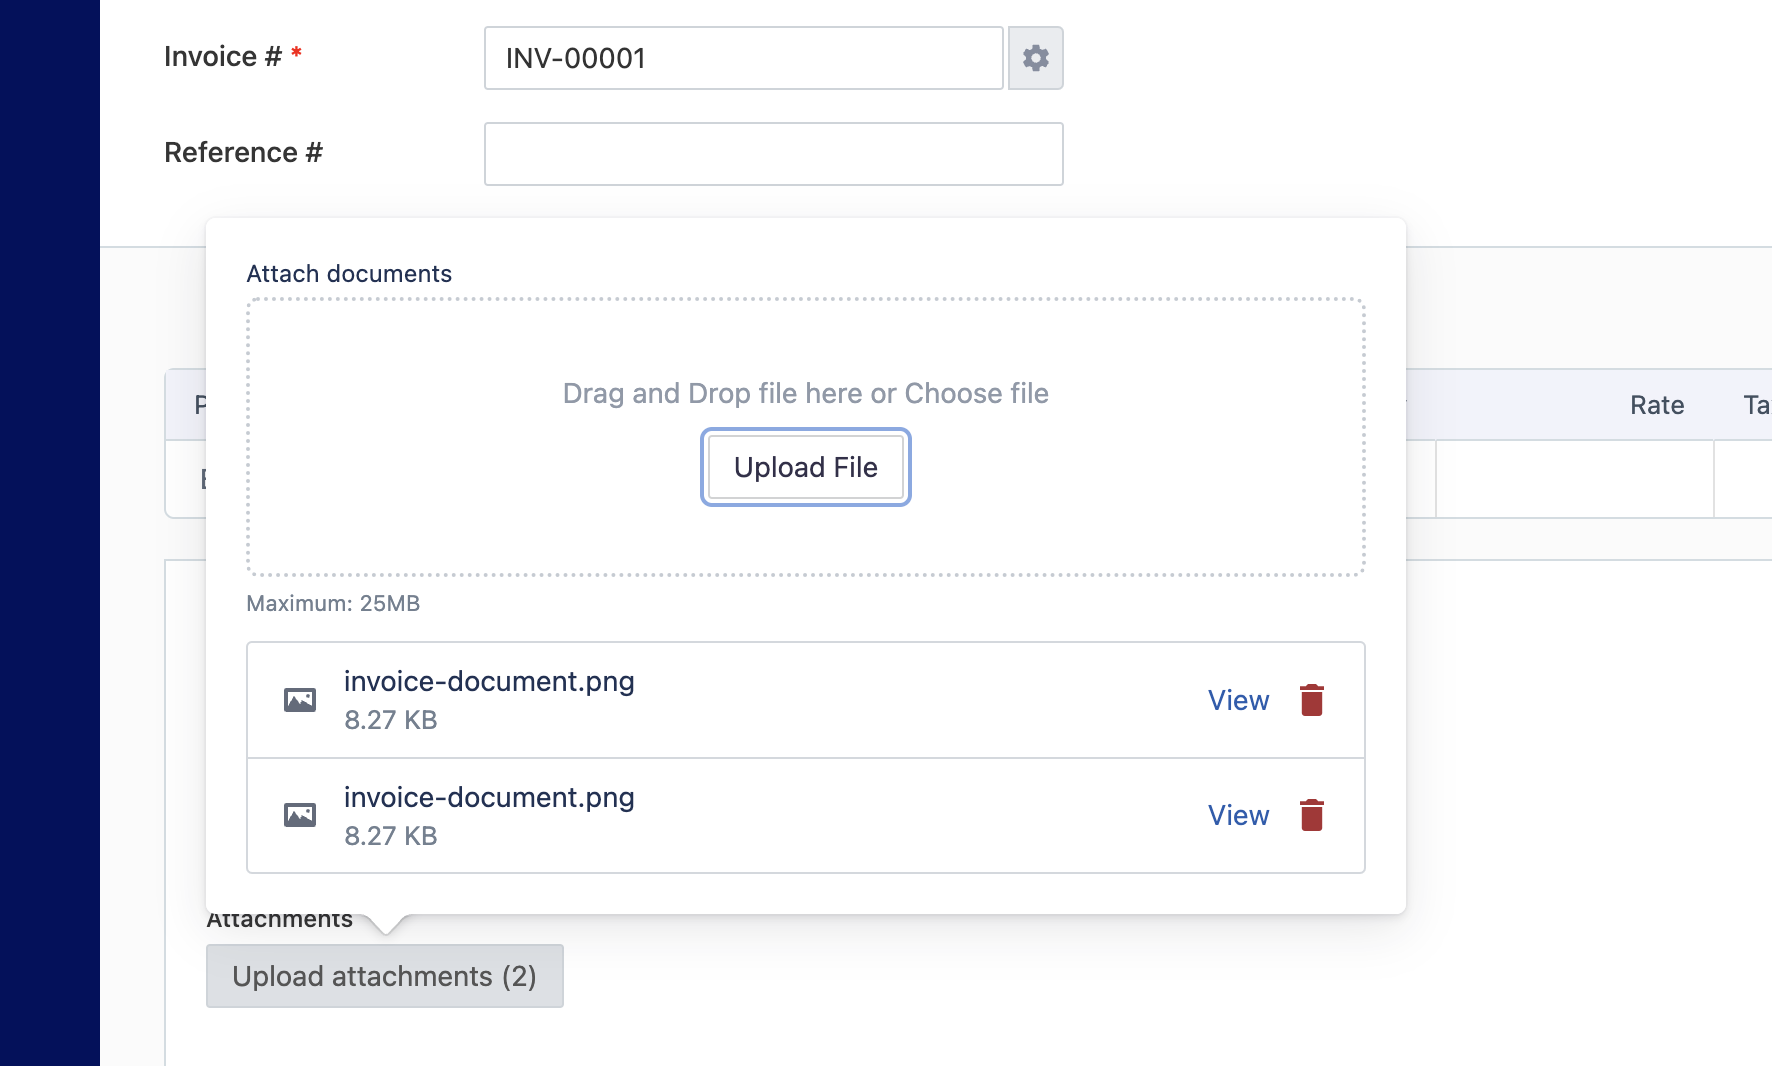 Invoice # *
INV-00001
Reference #
Attach documents
Drag and Drop file here or Choose file
Upload File
Maximum: 25MB
Rate
invoice-document.png
8.27 KB
View
invoice-document.png
8.27 KB
View
Attachments
Upload attachments (2)